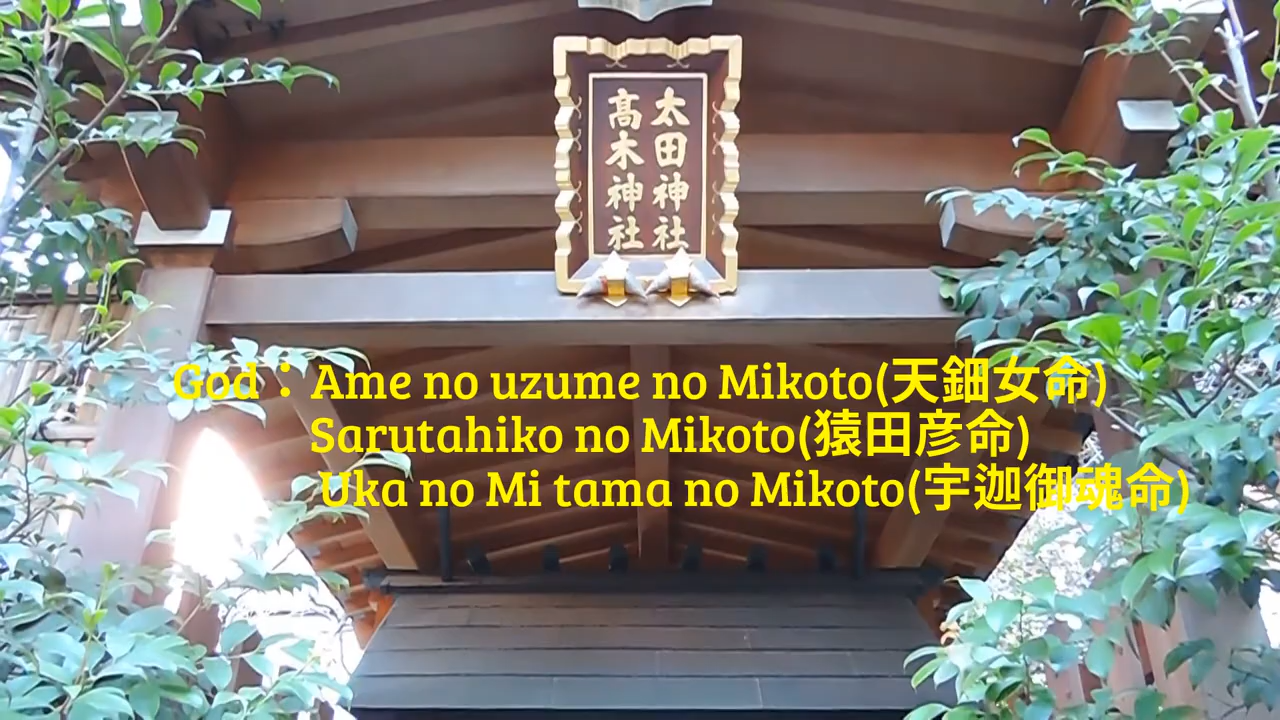 太田神社
髙木神社
God：Ame no uzume no Mikoto(天鈿女命)
Sarutahiko no Mikoto(猿田彦命)
Uka no Mi tama no Mikoto(宇迦御魂命)